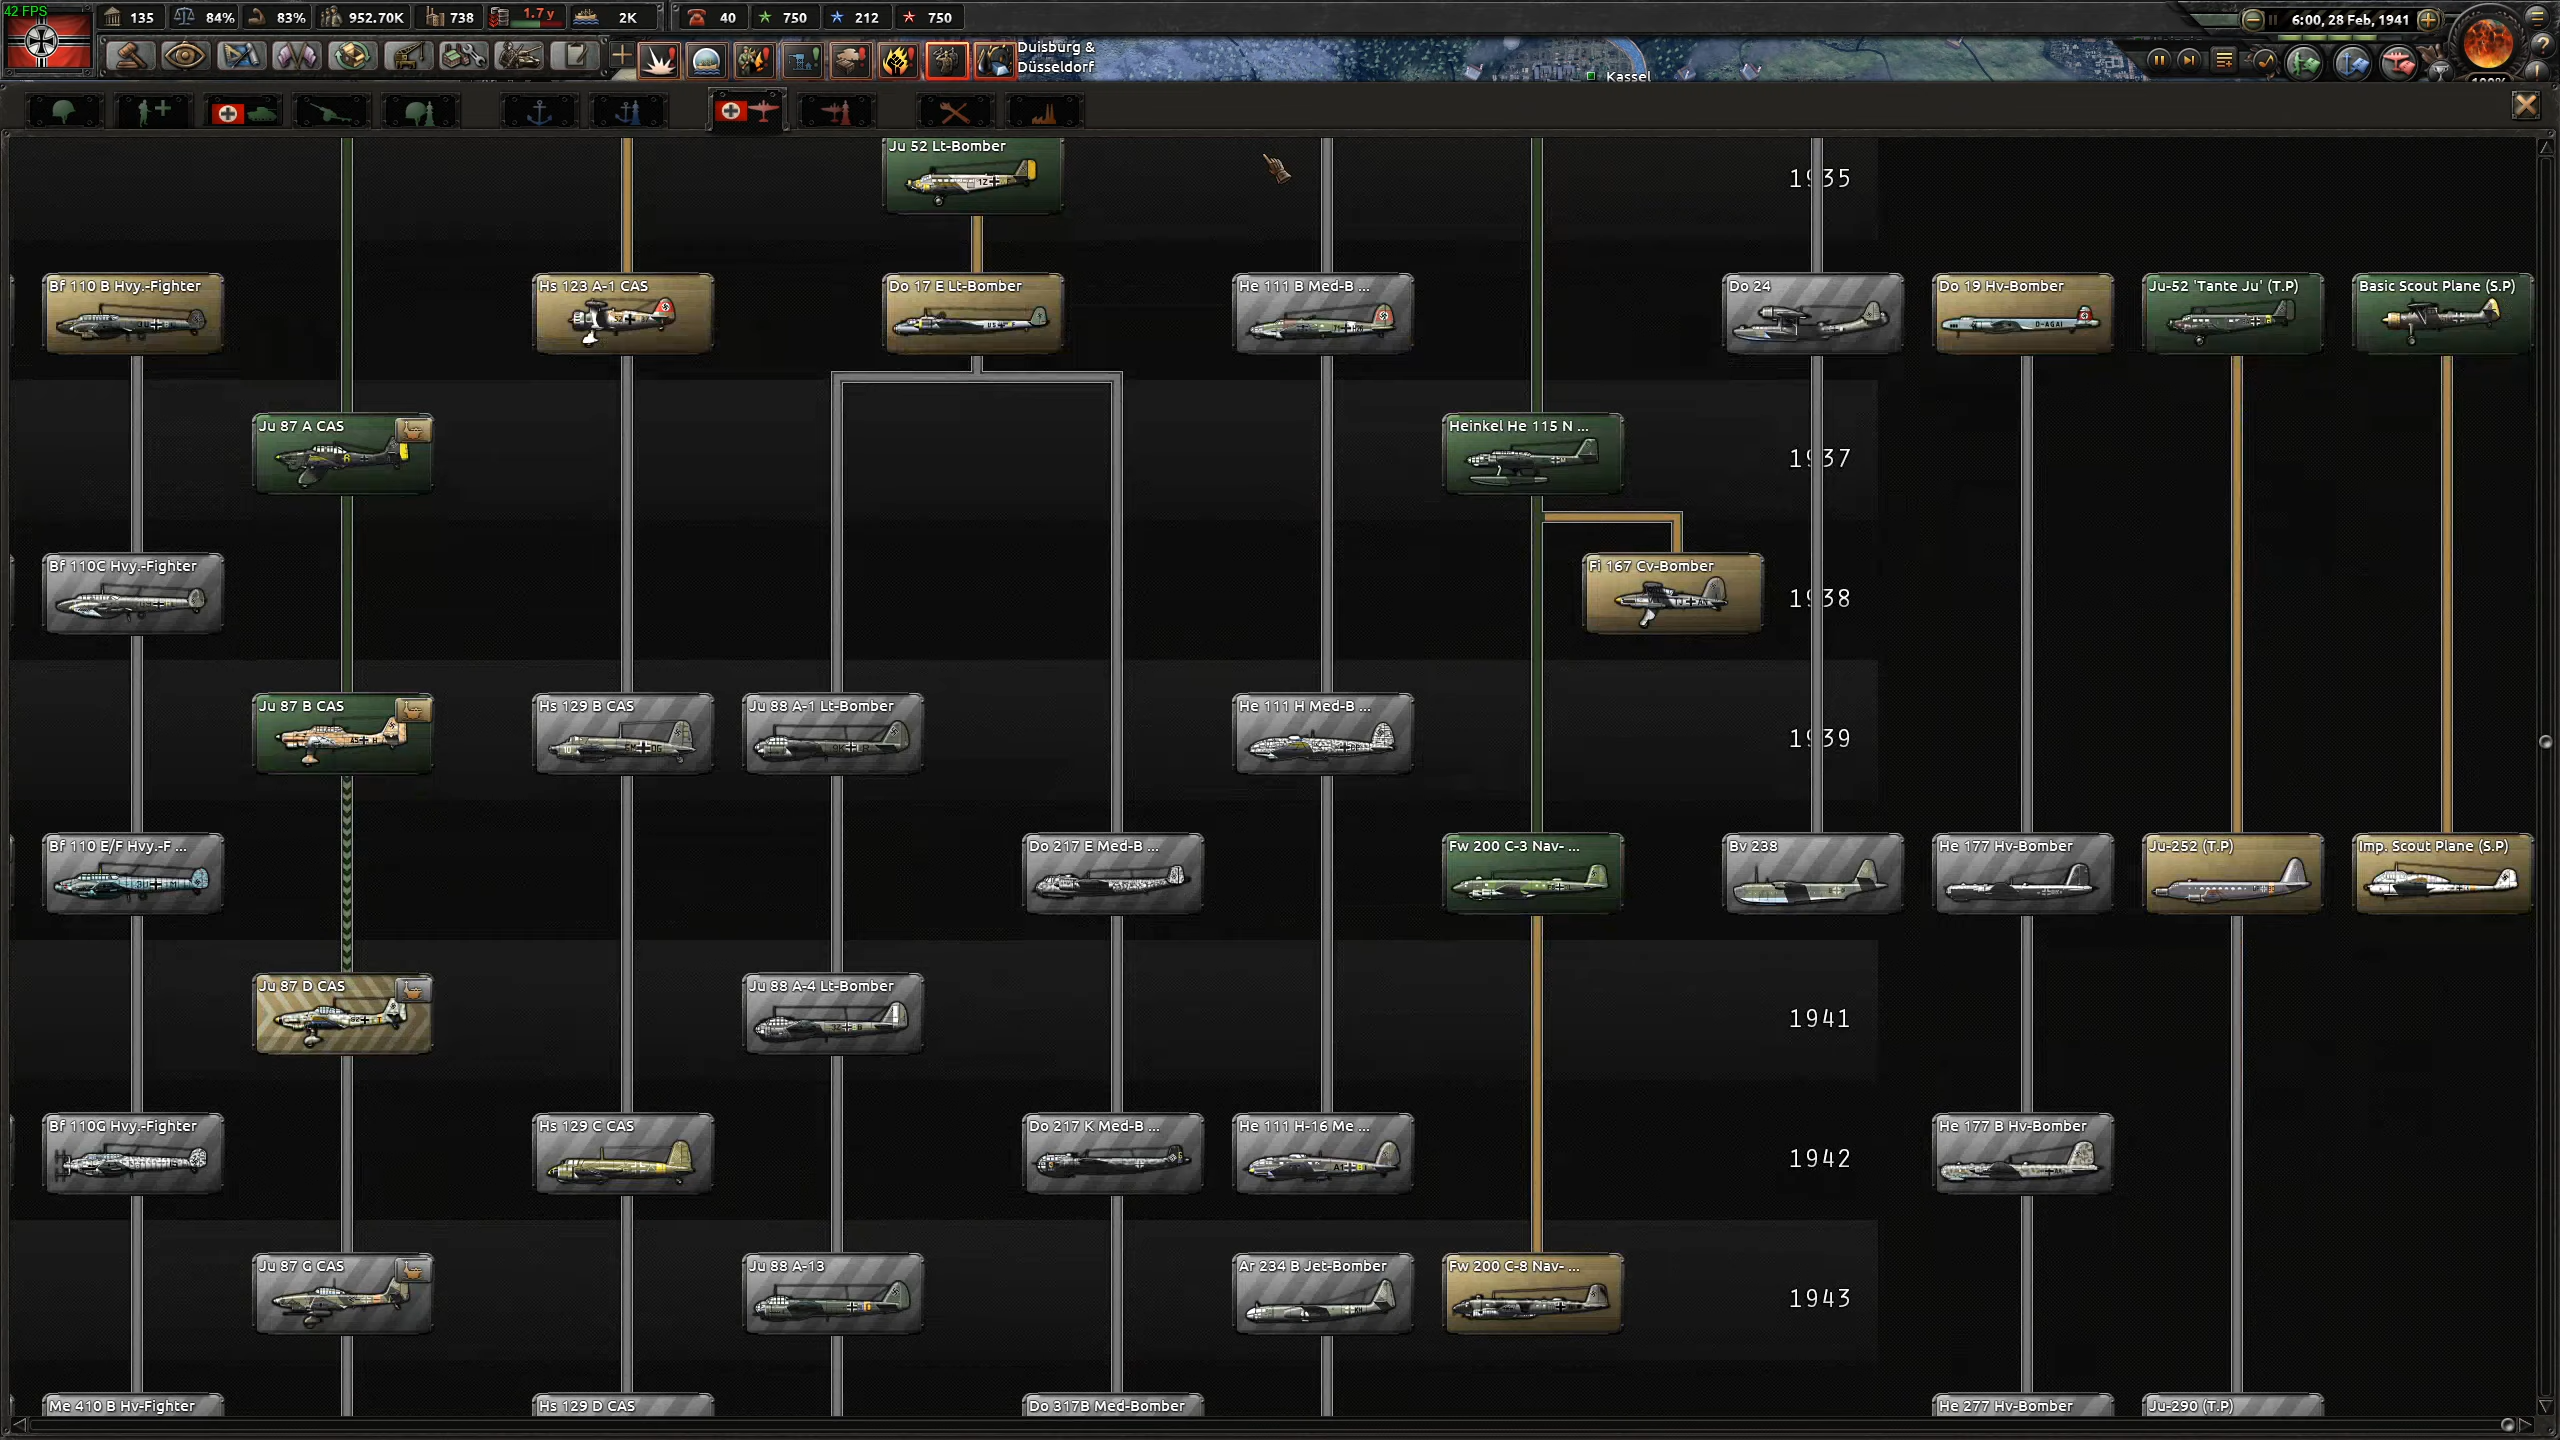 42 FPS
135
84%
83%
952.70K
738
1.7 y
2K
40
750
212
750
6:00, 28 Feb, 1941
Duisburg &
Düsseldorf
Kassel
Ju 52 Lt-Bomber
1935
Bf 110 B Hvy.-Fighter
Hs 123 A-1 CAS
Do 17 E Lt-Bomber
He 111 B Med-B ...
Do 24
Do 19 Hv-Bomber
Ju-52 'Tante Ju' (T.P)
Basic Scout Plane (S.P)
Ju 87 A CAS
Heinkel He 115 N ...
1937
Bf 110C Hvy.-Fighter
Fi 167 Cv-Bomber
1938
Ju 87 B CAS
Hs 129 B CAS
Ju 88 A-1 Lt-Bomber
He 111 H Med-B ...
1939
Bf 110 E/F Hvy.-F ...
Do 217 E Med-B ...
Fw 200 C-3 Nav- ...
Bv 238
He 177 Hv-Bomber
Ju-252 (T.P)
Imp. Scout Plane (S.P)
Ju 87 D CAS
Ju 88 A-4 Lt-Bomber
1941
Bf 110G Hvy.-Fighter
Hs 129 C CAS
Do 217 K Med-B ...
He 111 H-16 Me ...
1942
He 177 B Hv-Bomber
Ju 87 G CAS
Ju 88 A-13
Ar 234 B Jet-Bomber
Fw 200 C-8 Nav- ...
1943
Me 410 B Hv-Fighter
Hs 129 D CAS
Do 317B Med-Bomber
He 277 Hv-Bomber
Ju-290 (T.P)